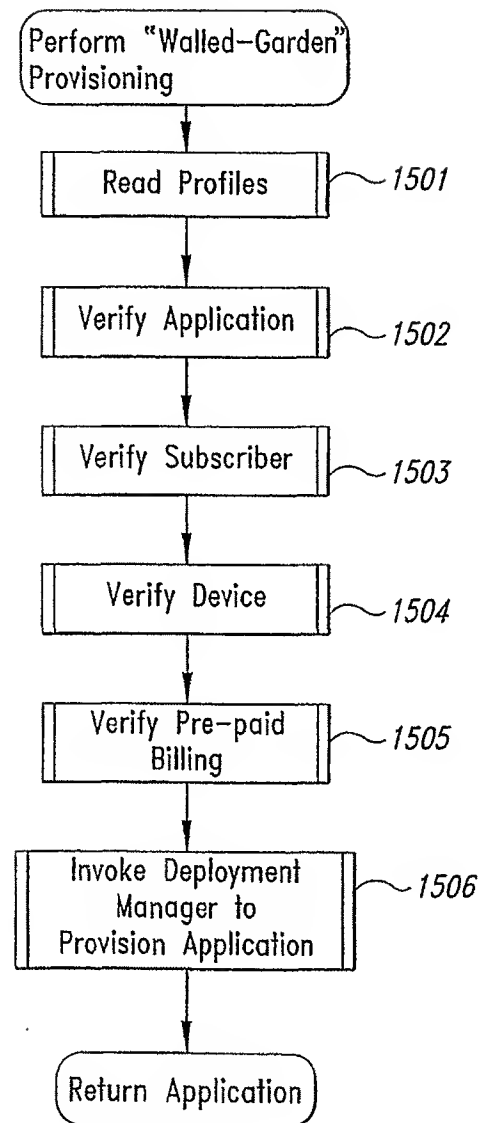 Perform "Walled-Garden"
Provisioning
Read Profiles
1501
Verify Application
1502
Verify Subscriber
1503
Verify Device
1504
Verify Pre-paid
Billing
1505
Invoke Deployment
Manager to
Provision Application
1506
Return Application